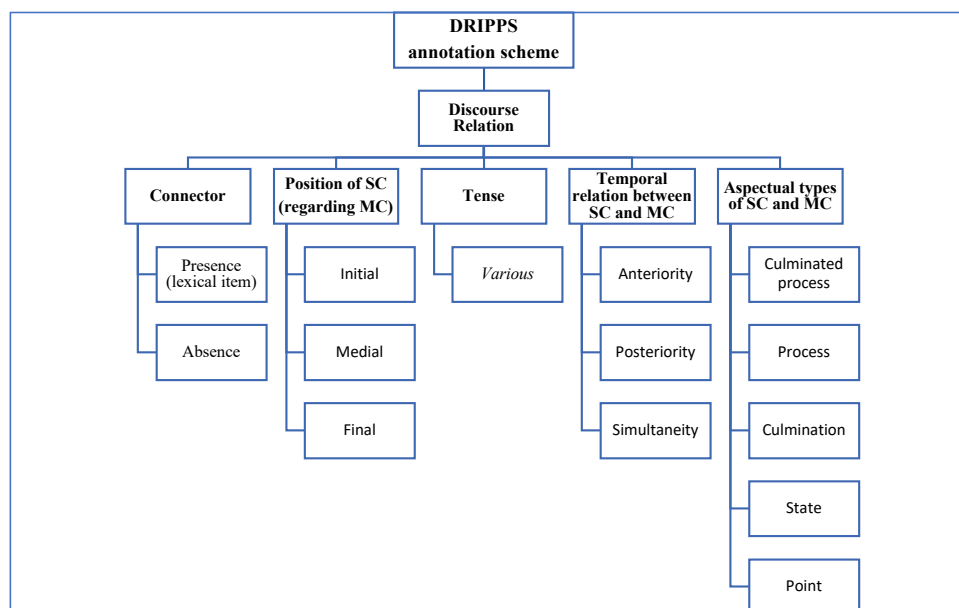 DRIPPS
annotation scheme
Discourse
Relation
Connector
Presence
(lexical item)
Absence
Position of SC
(regarding MC)
Initial
Medial
Final
Tense
Various
Temporal
relation between
SC and MC
Anteriority
Posteriority
Simultaneity
Aspectual types
of SC and MC
Culminated
process
Process
Culmination
State
Point